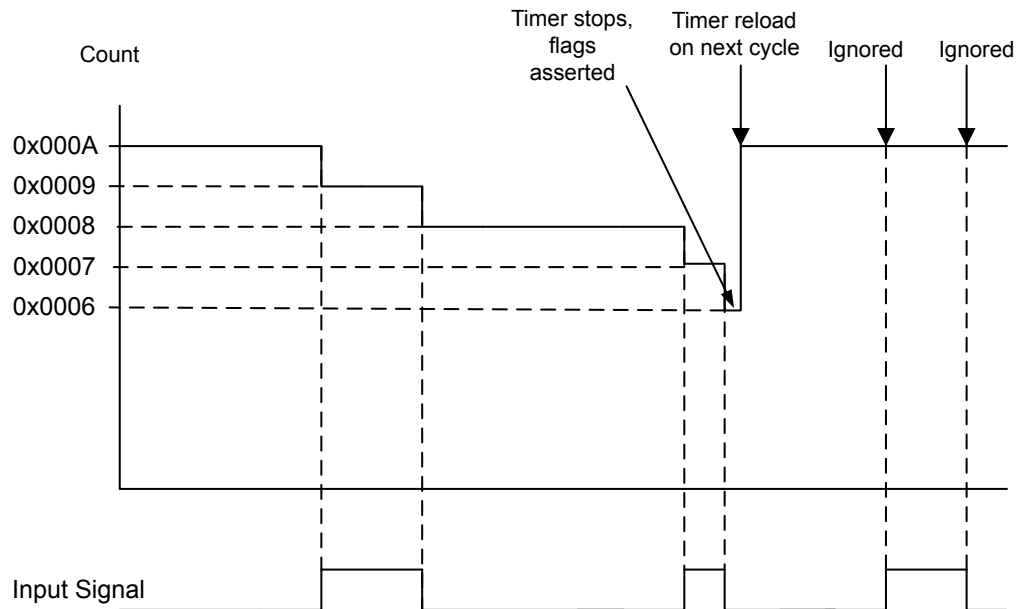 Timer stops,
flags
asserted
Timer reload
on next cycle
Ignored
Ignored
Count
0x000A
0x0009
0x0008
0x0007
0x0006
Input Signal